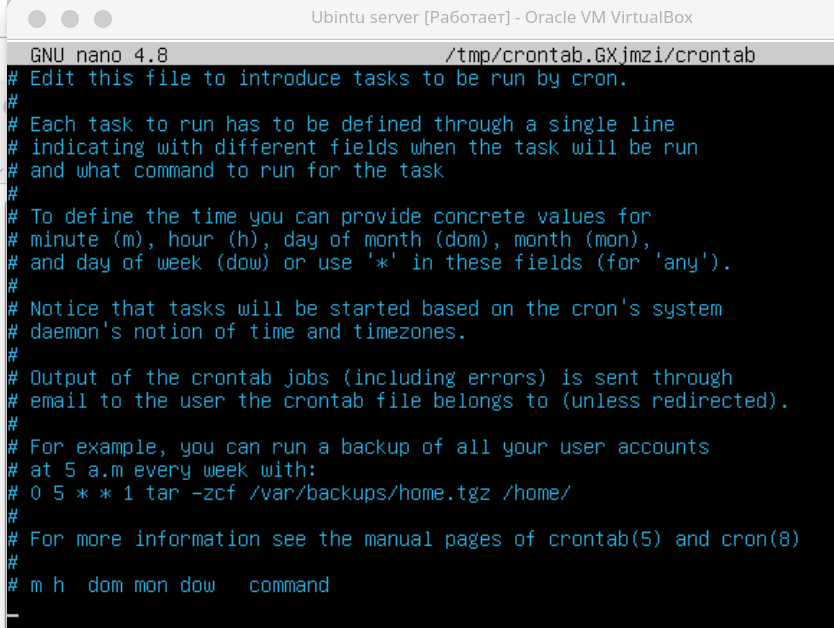 Ubintu server [Работает] - Oracle VM VirtualBox
GNU nano 4.8 /tmp/crontab.GXjmzi/crontab
# Edit this file to introduce tasks to be run by cron.
#
# Each task to run has to be defined through a single line
# indicating with different fields when the task will be run
# and what command to run for the task
#
# To define the time you can provide concrete values for
# minute (m), hour (h), day of month (dom), month (mon),
# and day of week (dow) or use '*' in these fields (for 'any').
#
# Notice that tasks will be started based on the cron's system
# daemon's notion of time and timezones.
#
# Output of the crontab jobs (including errors) is sent through
# email to the user the crontab file belongs to (unless redirected).
#
# For example, you can run a backup of all your user accounts
# at 5 a.m every week with:
# 0 5 * * 1 tar -zcf /var/backups/home.tgz /home/
#
# For more information see the manual pages of crontab(5) and cron(8)
#
# m h  dom mon dow   command